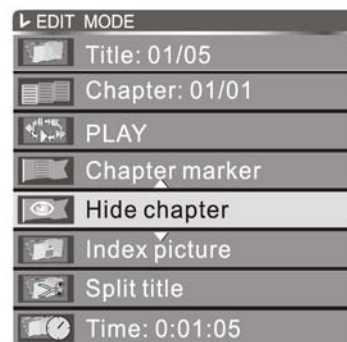 EDIT MODE
Title: 01/05
Chapter: 01/01
PLAY
Chapter marker
Hide chapter
Index picture
Split title
Time: 0:01:05